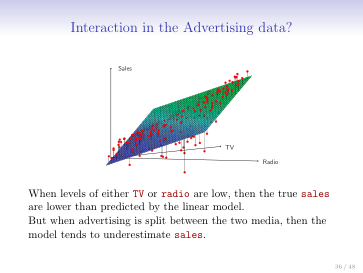 Interaction in the Advertising data?
Sales
TV
Radio
When levels of either TV or radio are low, then the true sales
are lower than predicted by the linear model.
But when advertising is split between the two media, then the
model tends to underestimate sales.
36 / 48